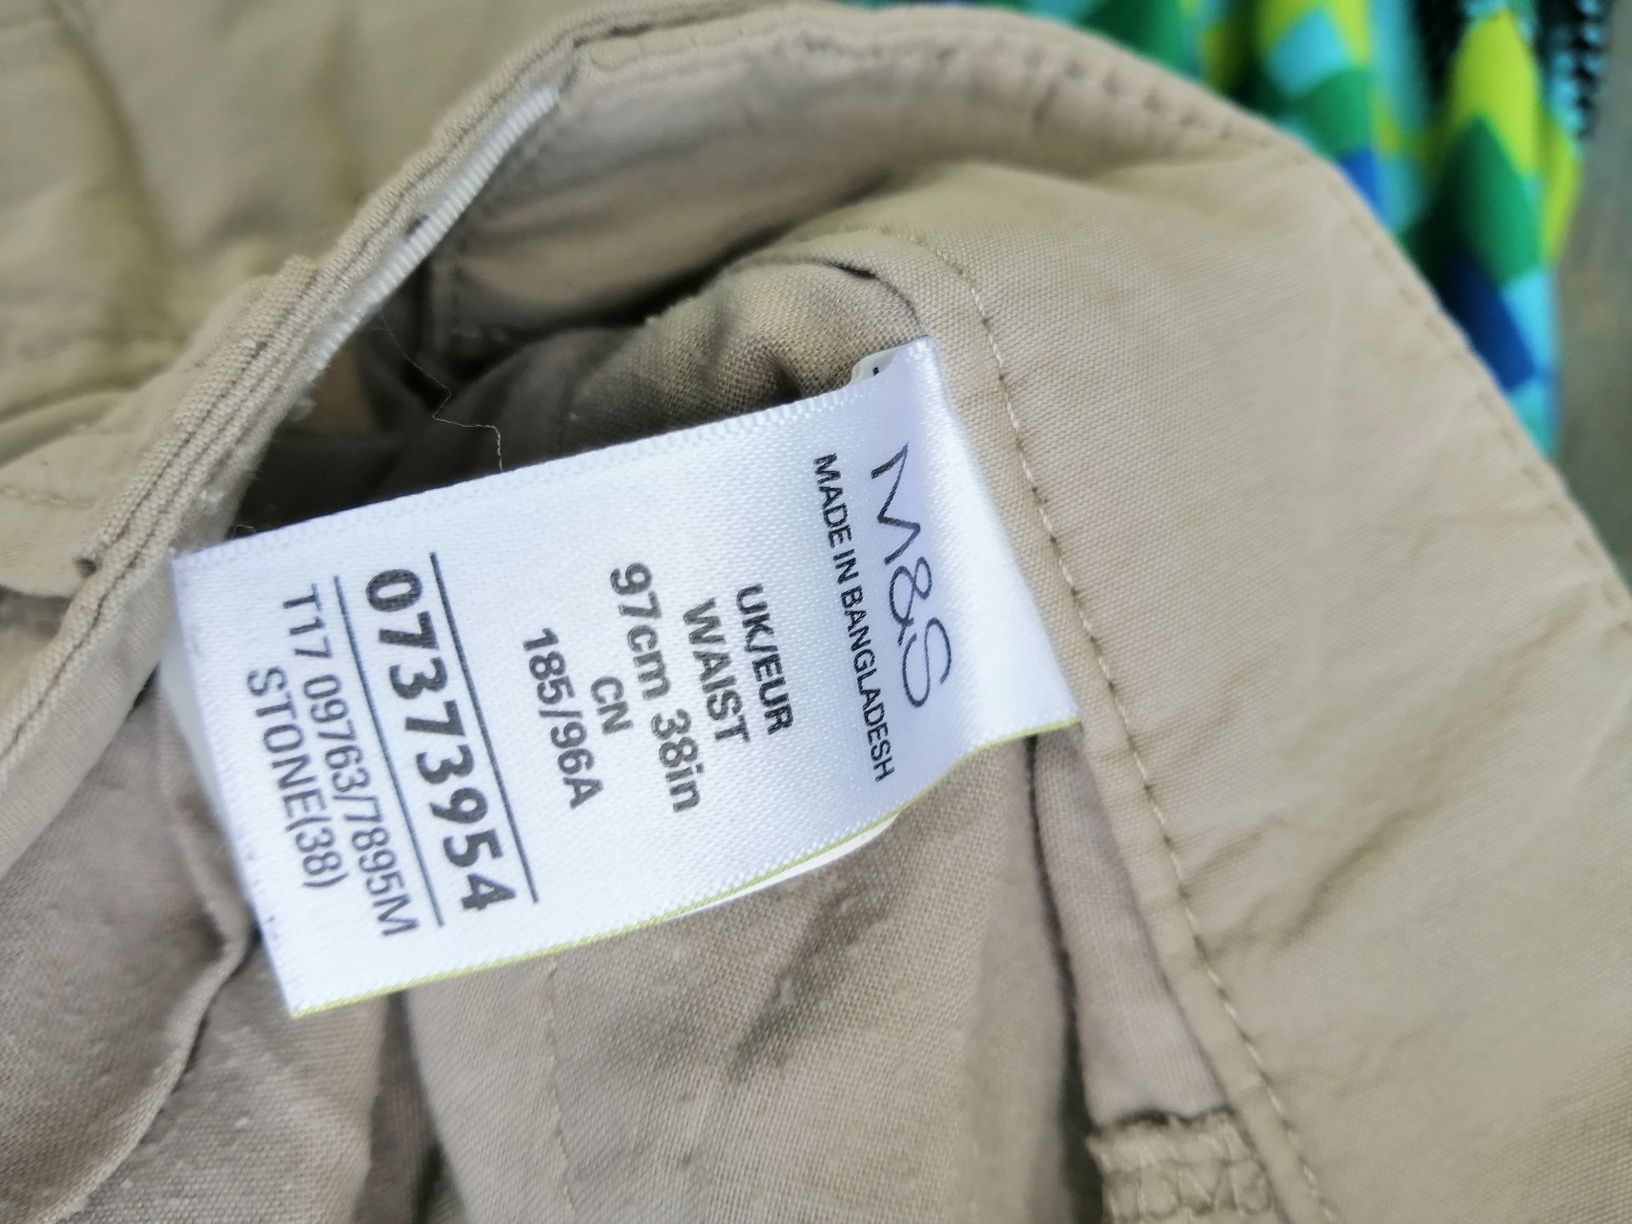 M&S
MADE IN BANGLADESH
UK/EUR
WAIST
97cm 38in
CN
185/96A
07373954
T17 09763/7895M
STONE(38)